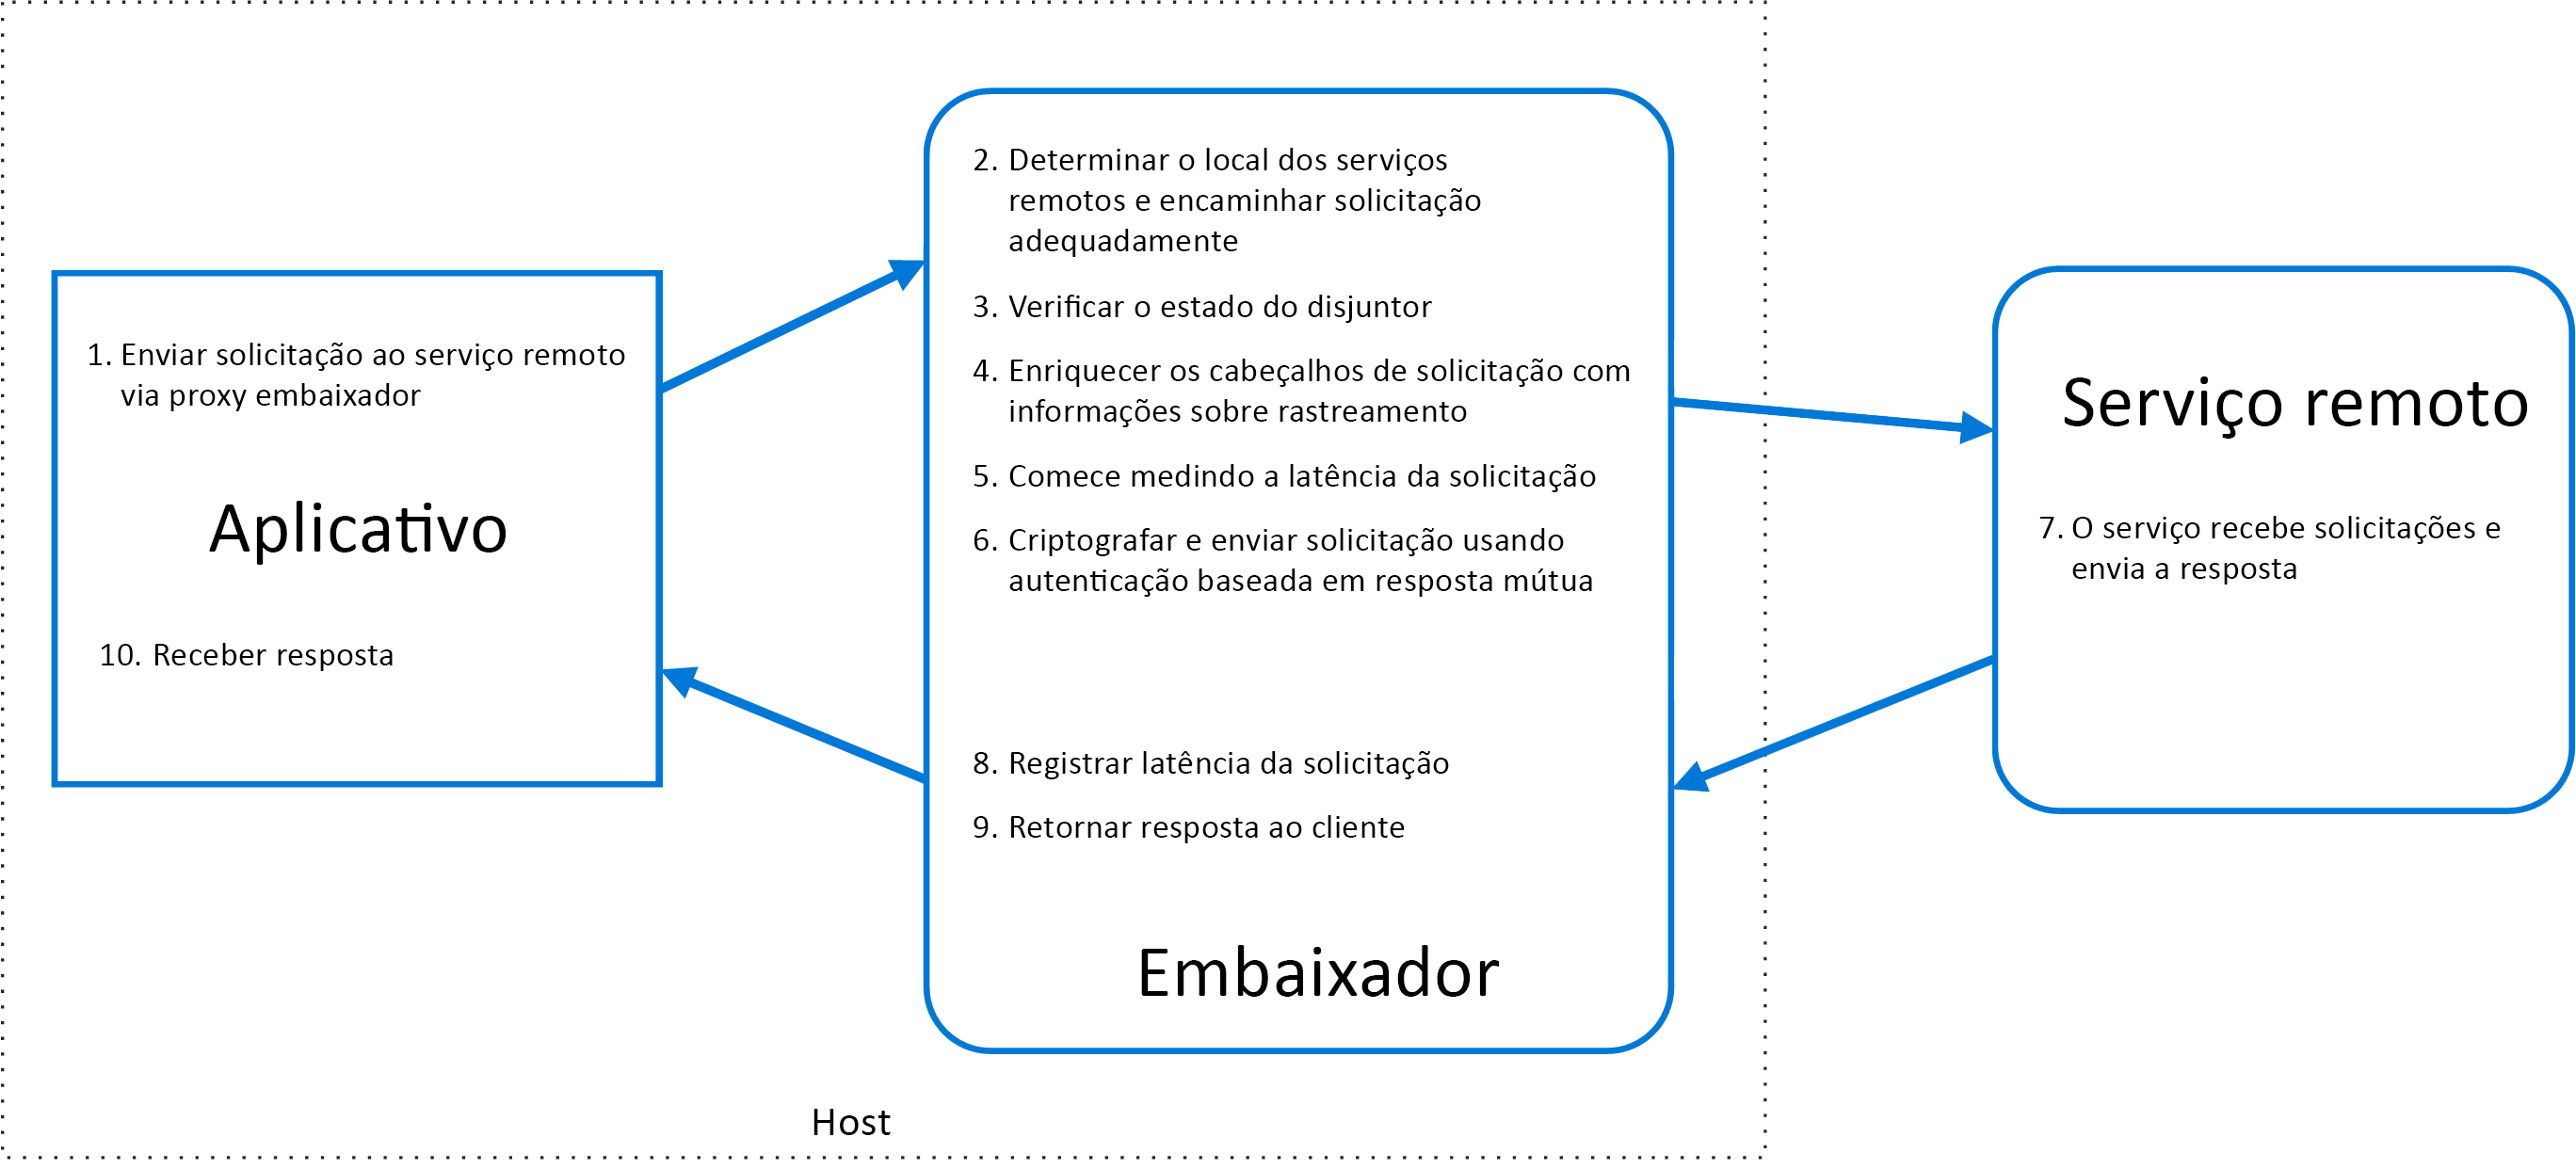 1. Enviar solicitação ao serviço remoto
via proxy embaixador
Aplicativo
10. Receber resposta
2. Determinar o local dos serviços
remotos e encaminhar solicitação
adequadamente
3. Verificar o estado do disjuntor
4. Enriquecer os cabeçalhos de solicitação com
informações sobre rastreamento
5. Comece medindo a latência da solicitação
6. Criptografar e enviar solicitação usando
autenticação baseada em resposta mútua
8. Registrar latência da solicitação
9. Retornar resposta ao cliente
Embaixador
Serviço remoto
7. O serviço recebe solicitações e
envia a resposta
Host